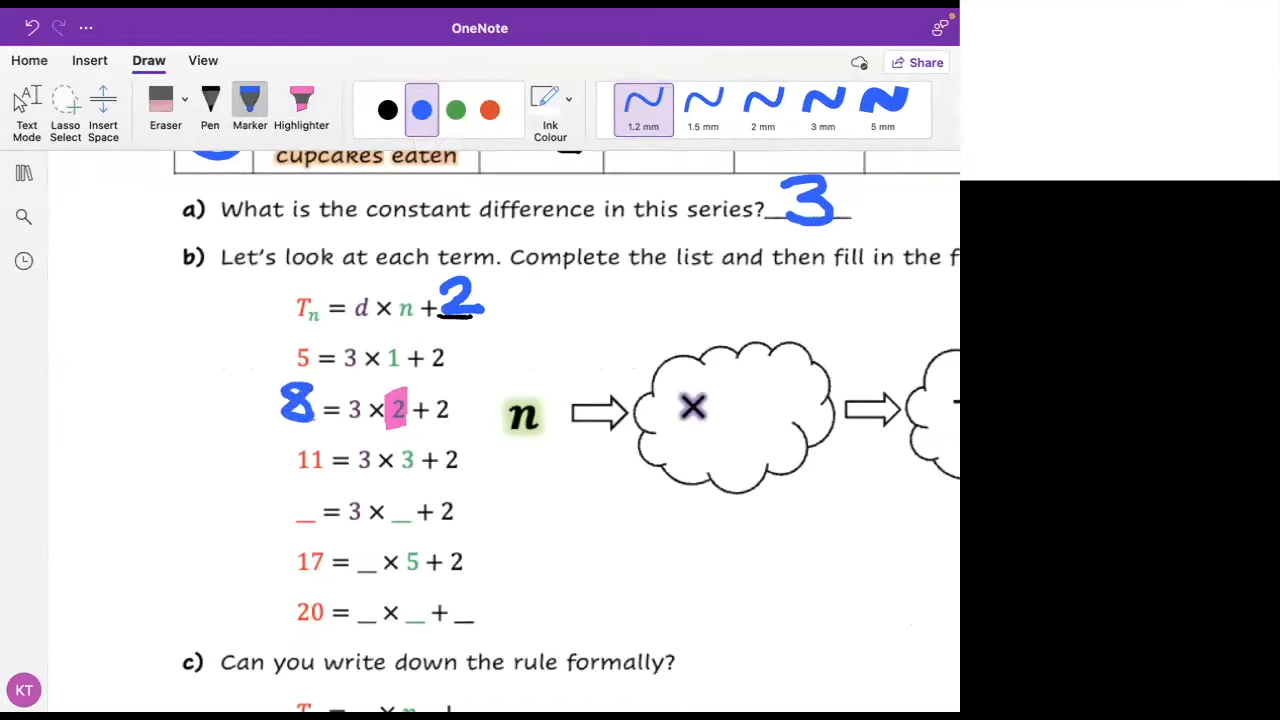 OneNote
Home Insert Draw View Share
Text Mode Lasso Select Insert Space Eraser Pen Marker Highlighter Ink Colour 1.2 mm 1.5 mm 2 mm 3 mm 5 mm
cupcakes eaten
a) What is the constant difference in this series? 3
b) Let's look at each term. Complete the list and then fill in the f
Tn = d × n + 2
5 = 3 × 1 + 2
8 = 3 × 2 + 2
n ×
11 = 3 × 3 + 2
_ = 3 × _ + 2
17 = _ × 5 + 2
20 = _ × _ + _
c) Can you write down the rule formally?
KT